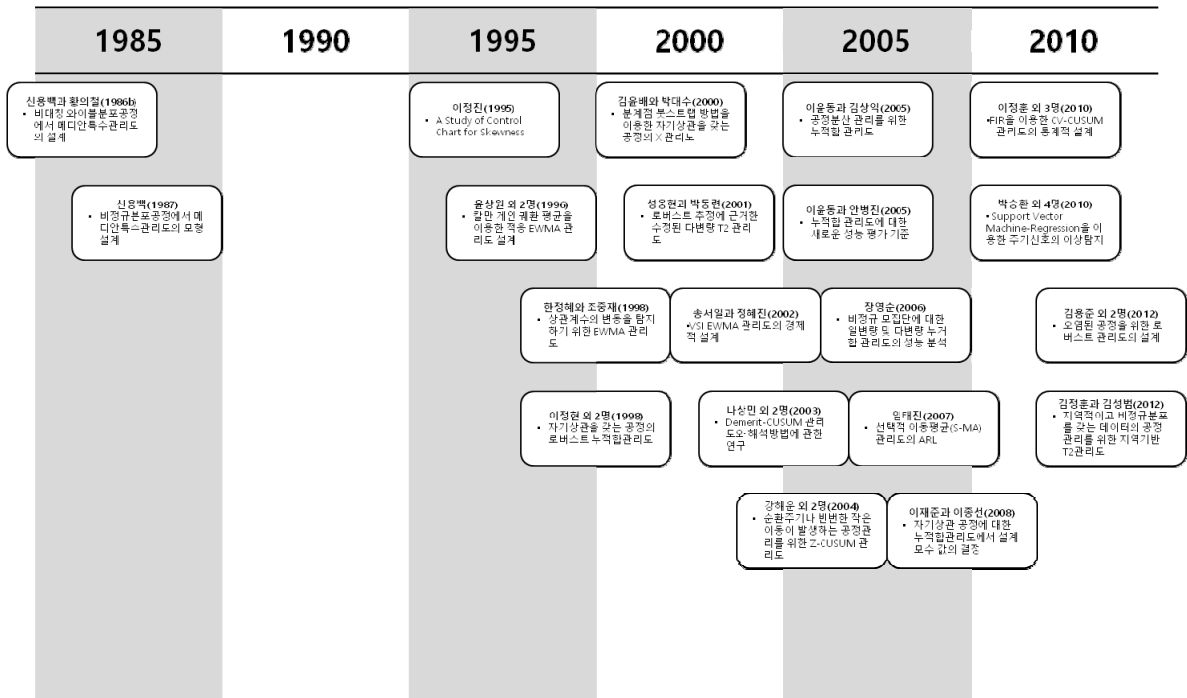 1985 1990 1995 2000 2005 2010
신용백과 황의철(1986b)
• 비대칭 와이블분포공정
에서 메디안특수관리도
의 설계
이정진(1995)
• A Study of Control
Chart for Skewness
김윤배와 박대수(2000)
• 분계점 붓스트랩 방법을
이용한 자기상관을 갖는
공정의 X 관리도
이윤동과 김상익(2005)
• 공정분산 관리를 위한
누적합 관리도
이정훈 외 3명(2010)
•FIR을 이용한 CV-CUSUM
관리도의 통계적 설계
신용백(1987)
• 비정규분포공정에서 메
디안특수관리도의 모형
설계
윤상원 외 2명(1996)
• 칼만 게인 궤환 평균을
이용한 적응 EWMA 관
리도 설계
성웅현과 박동련(2001)
• 로버스트 추정에 근거한
수정된 다변량 T2 관리
도
이윤동과 안병진(2005)
• 누적합 관리도에 대한
새로운 성능 평가 기준
박승환 외 4명(2010)
•Support Vector
Machine-Regression을 이
용한 주기신호의 이상탐지
한정혜와 조중재(1998)
• 상관계수의 변동을 탐지
하기 위한 EWMA 관리
도
송서일과 정혜진(2002)
•VSI EWMA 관리도의 경제
적 설계
장영순(2006)
• 비정규 모집단에 대한
일변량 및 다변량 누적
합 관리도의 성능 분석
김용준 외 2명(2012)
• 오염된 공정을 위한 로
버스트 관리도의 설계
이정현 외 2명(1998)
• 자기상관을 갖는 공정의
로버스트 누적합관리도
나상민 외 2명(2003)
• Demerit-CUSUM 관리
도와 해석방법에 관한
연구
임태진(2007)
• 선택적 이동평균(S-MA)
관리도의 ARL
김정훈과 김성범(2012)
• 지역적이고 비정규분포
를 갖는 데이터의 공정
관리를 위한 지역기반
T2관리도
강해운 외 2명(2004)
• 순환주기나 빈번한 작은
이동이 발생하는 공정관
리를 위한 Z-CUSUM 관
리도
이재준과 이종선(2008)
• 자기상관 공정에 대한
누적합관리도에서 설계
모수 값의 결정